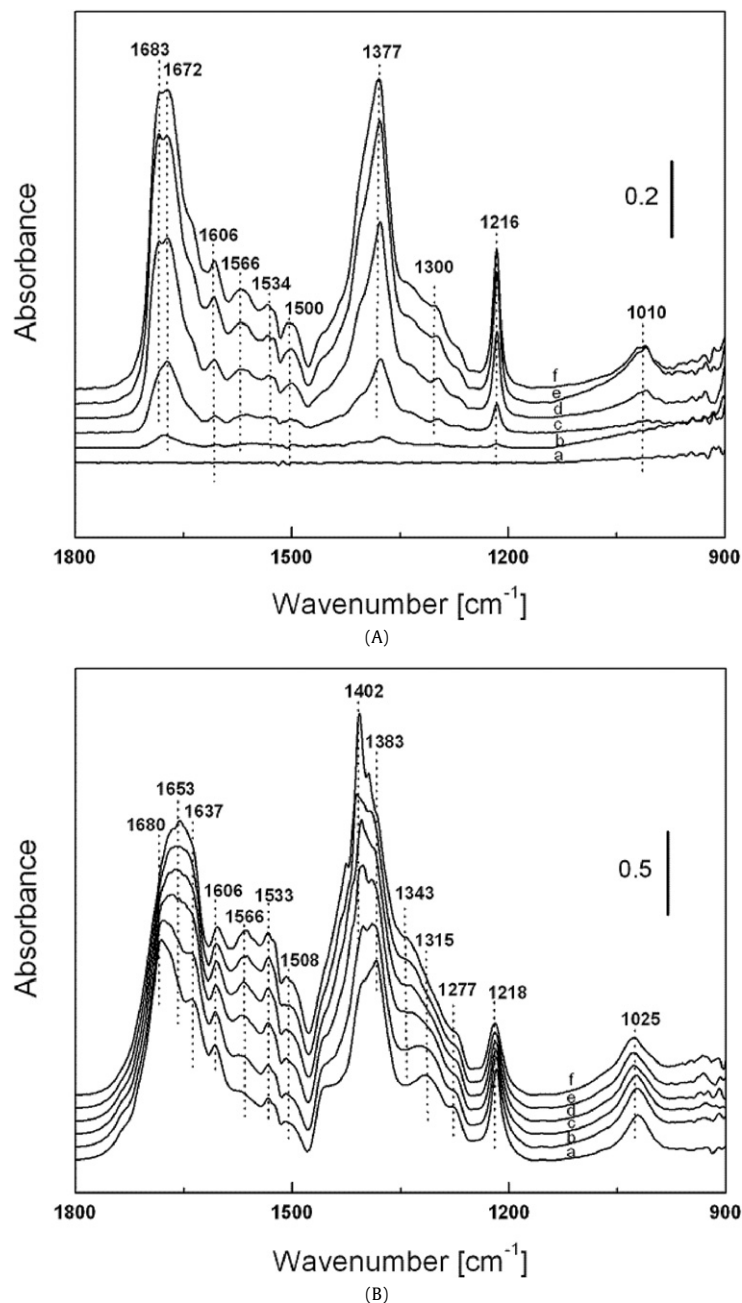 1683
1672
1377
0.2
1606
1566
1534
1500
1216
1300
1010
f
e
d
c
b
a
Absorbance
1800 1500 1200 900
Wavenumber [cm-1]
(A)
1402
1383
1653
1637
1680
0.5
1606
1566
1533
1508
1343
1315
1277
1218
1025
f
e
d
c
b
a
Absorbance
1800 1500 1200 900
Wavenumber [cm-1]
(B)